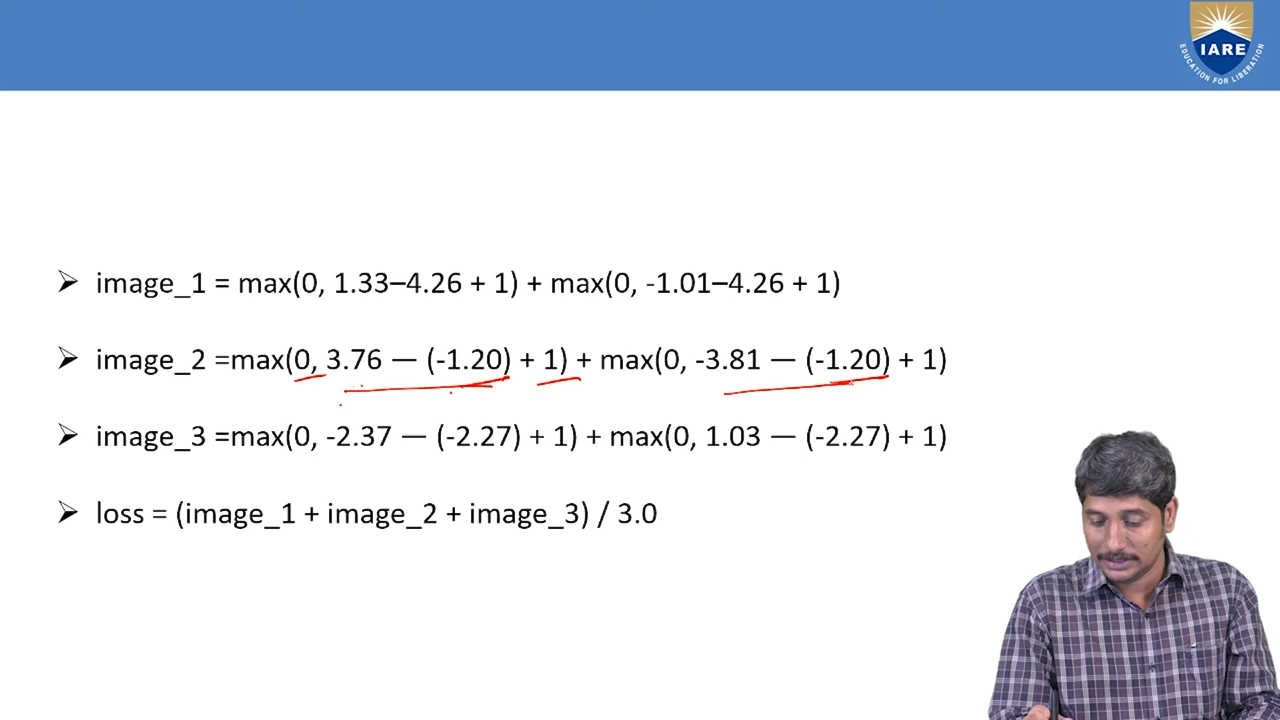 IARE
EDUCATION FOR LIBERATION
➢ image_1 = max(0, 1.33–4.26 + 1) + max(0, -1.01–4.26 + 1)
➢ image_2 =max(0, 3.76 — (-1.20) + 1) + max(0, -3.81 — (-1.20) + 1)
➢ image_3 =max(0, -2.37 — (-2.27) + 1) + max(0, 1.03 — (-2.27) + 1)
➢ loss = (image_1 + image_2 + image_3) / 3.0